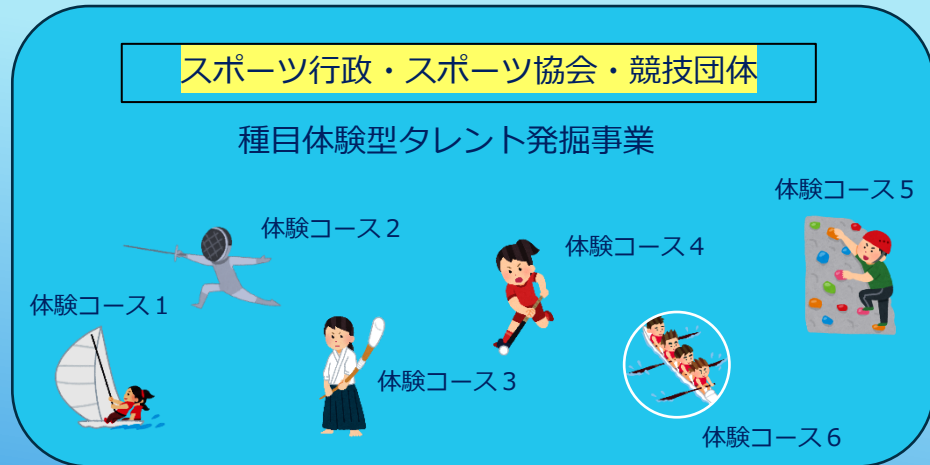 スポーツ行政・スポーツ協会・競技団体
種目体験型タレント発掘事業
体験コース５
体験コース２
体験コース４
体験コース１
体験コース３
体験コース６